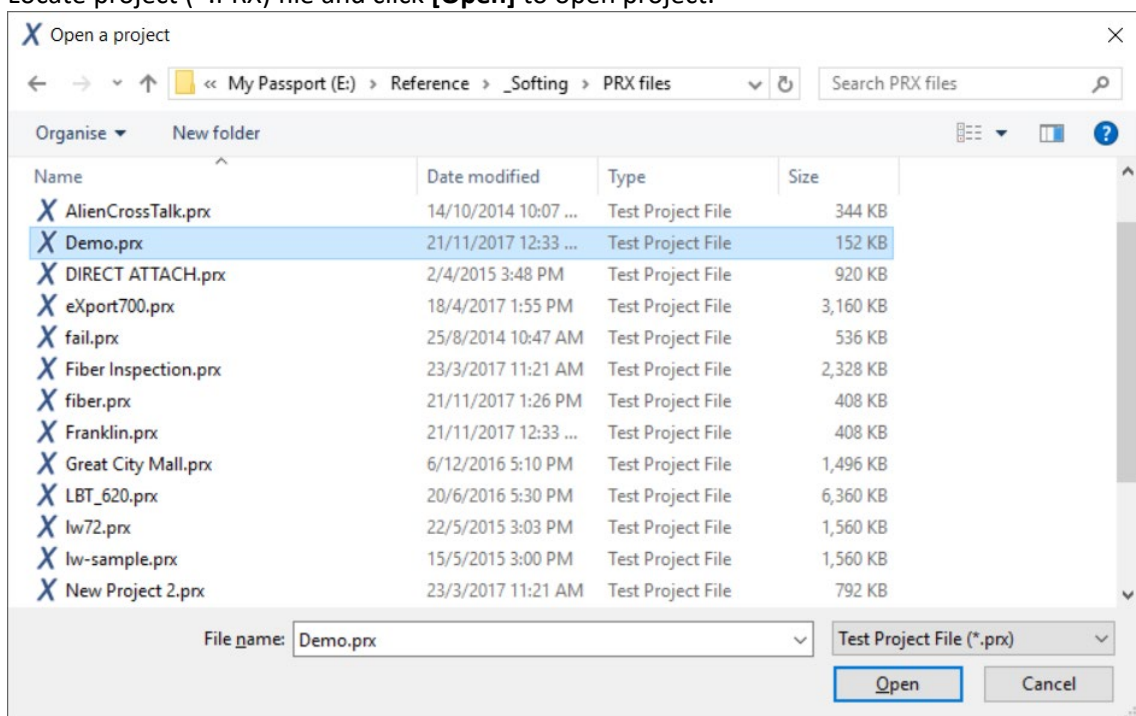 Locate project (*.PRX) file and click [Open] to open project.
X Open a project
« My Passport (E:) > Reference > _Softing > PRX files Search PRX files
Organise New folder
Name Date modified Type Size
AlienCrossTalk.prx 14/10/2014 10:07 ... Test Project File 344 KB
Demo.prx 21/11/2017 12:33 ... Test Project File 152 KB
DIRECT ATTACH.prx 2/4/2015 3:48 PM Test Project File 920 KB
eXport700.prx 18/4/2017 1:55 PM Test Project File 3,160 KB
fail.prx 25/8/2014 10:47 AM Test Project File 536 KB
Fiber Inspection.prx 23/3/2017 11:21 AM Test Project File 2,328 KB
fiber.prx 21/11/2017 1:26 PM Test Project File 408 KB
Franklin.prx 21/11/2017 12:33 ... Test Project File 408 KB
Great City Mall.prx 6/12/2016 5:10 PM Test Project File 1,496 KB
LBT_620.prx 20/6/2016 5:30 PM Test Project File 6,360 KB
lw72.prx 22/5/2015 3:03 PM Test Project File 1,560 KB
lw-sample.prx 15/5/2015 3:00 PM Test Project File 1,560 KB
New Project 2.prx 23/3/2017 11:21 AM Test Project File 792 KB
File name: Demo.prx Test Project File (*.prx)
Open Cancel